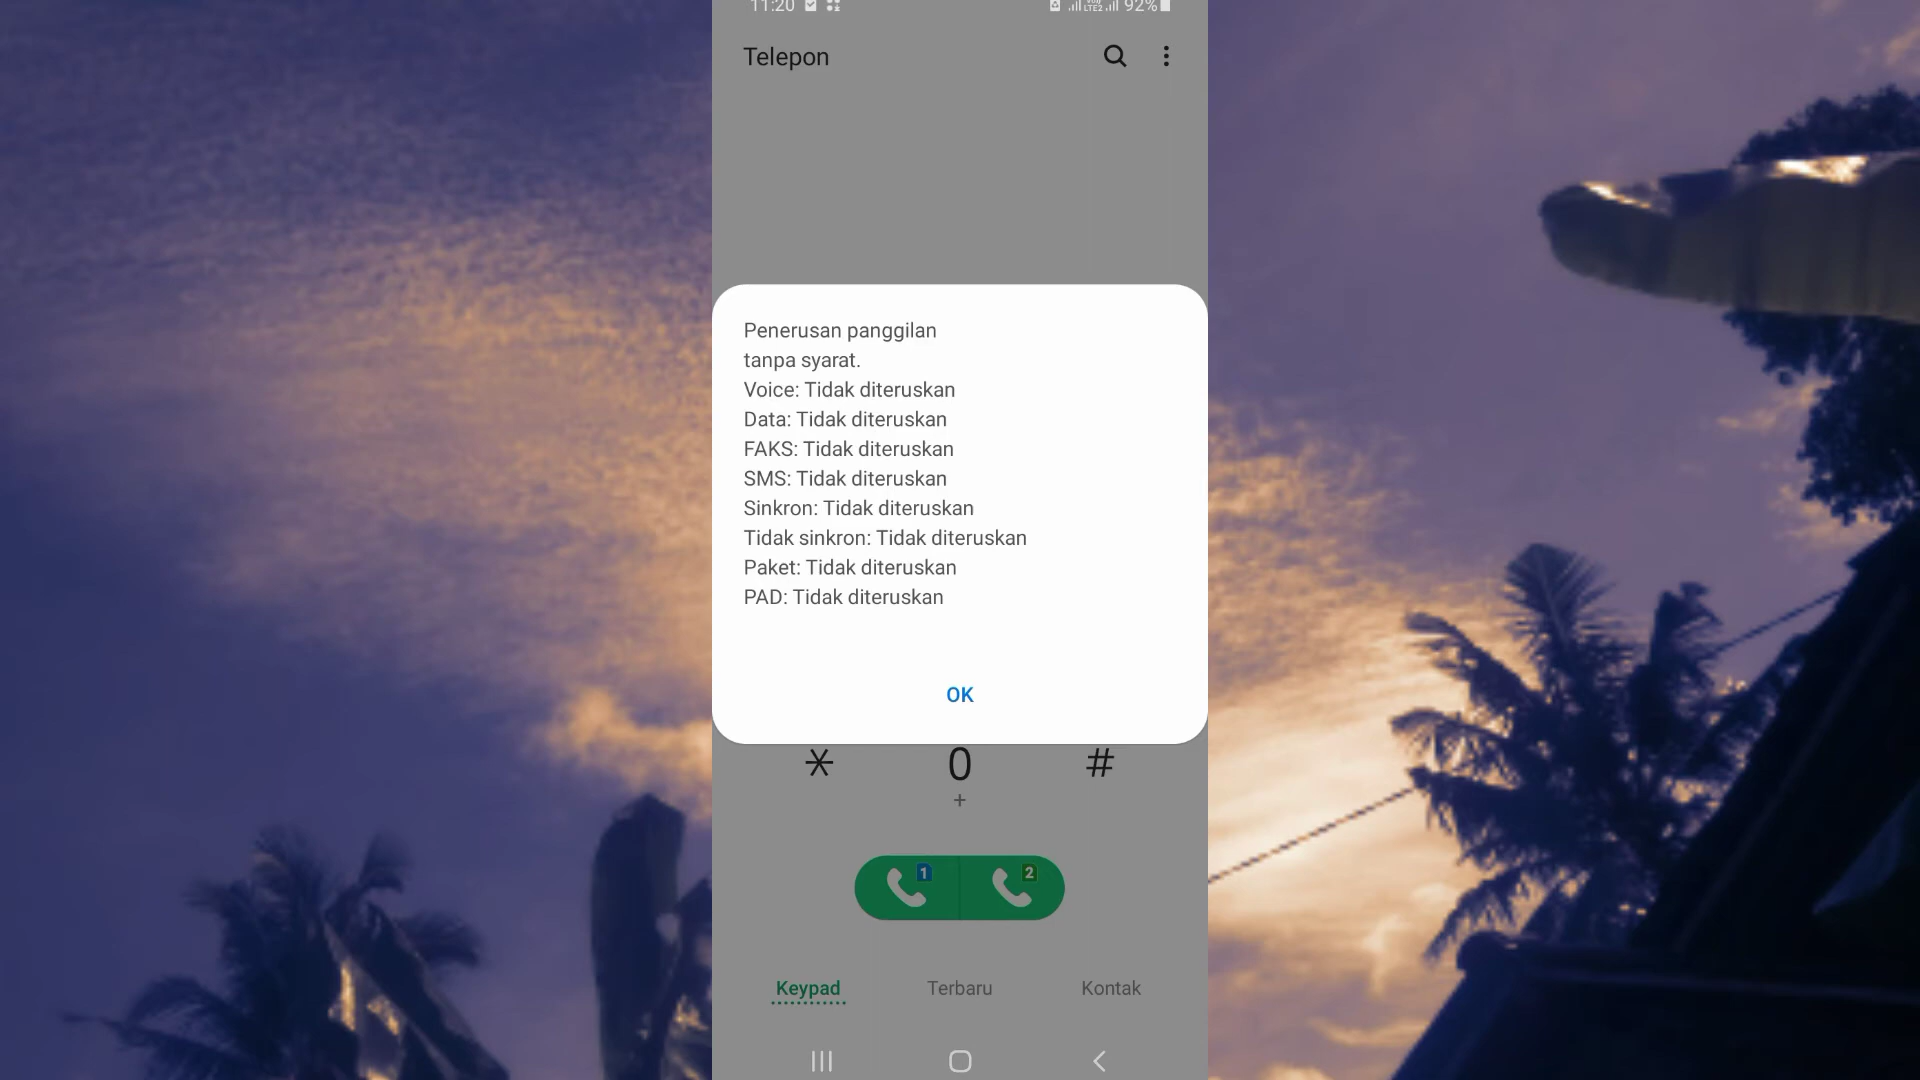 11:20
LTE2
92%
Telepon
Penerusan panggilan
tanpa syarat.
Voice: Tidak diteruskan
Data: Tidak diteruskan
FAKS: Tidak diteruskan
SMS: Tidak diteruskan
Sinkron: Tidak diteruskan
Tidak sinkron: Tidak diteruskan
Paket: Tidak diteruskan
PAD: Tidak diteruskan
OK
* 0 #
+
1 2
Keypad Terbaru Kontak